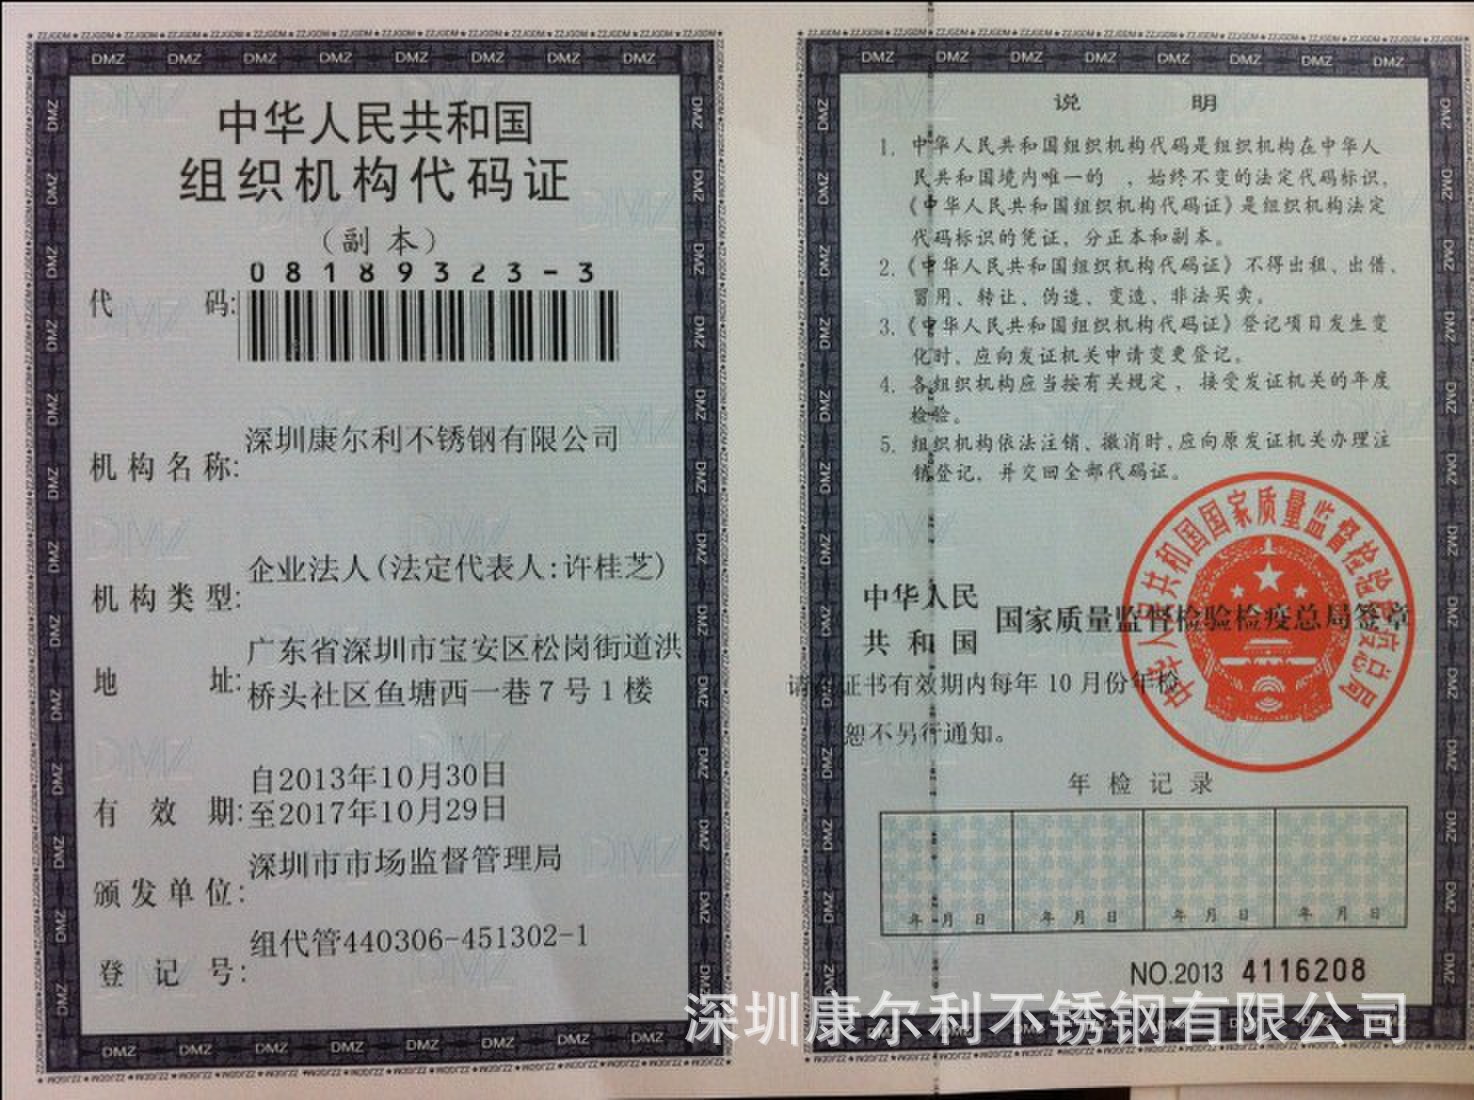 中华人民共和国
组织机构代码证
（副 本）
代 码:
08189323-3
机构名称:
深圳康尔利不锈钢有限公司
机构类型:
企业法人(法定代表人:许桂芝)
地 址:
广东省深圳市宝安区松岗街道洪
桥头社区鱼塘西一巷7号1楼
有 效 期:
自2013年10月30日
至2017年10月29日
颁发单位:
深圳市市场监督管理局
登 记 号:
组代管440306-451302-1
说 明
1. 中华人民共和国组织机构代码是组织机构在中华人
民共和国境内唯一的 ，始终不变的法定代码标识，
《中华人民共和国组织机构代码证》是组织机构法定
代码标识的凭证，分正本和副本。
2.《中华人民共和国组织机构代码证》不得出租、出借、
冒用、转让、伪造、变造、非法买卖。
3.《中华人民共和国组织机构代码证》登记项目发生变
化时，应向发证机关申请变更登记。
4. 各组织机构应当按有关规定，接受发证机关的年度
检验。
5. 组织机构依法注销、撤消时，应向原发证机关办理注
销登记，并交回全部代码证。
中华人民
共和国
国家质量监督检验检疫总局签章
中华人民共和国国家质量监督检验检疫总局
请在证书有效期内每年10月份年检
恕不另行通知。
年检记录
年 月 日 年 月 日 年 月 日 年 月 日
NO.2013 4116208
深圳康尔利不锈钢有限公司